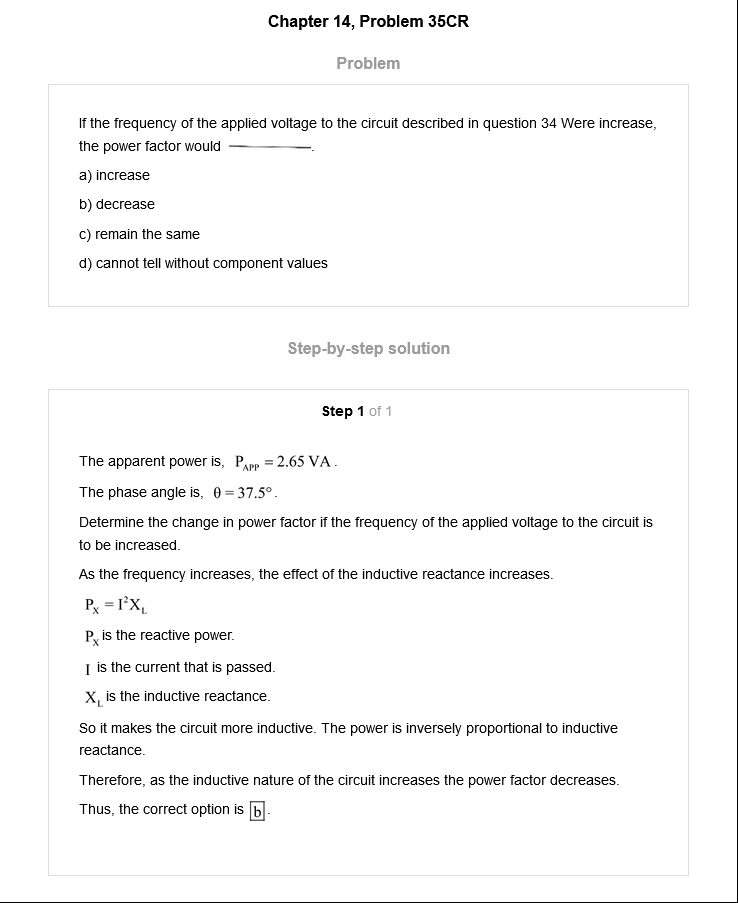 Chapter 14, Problem 35CR
Problem
If the frequency of the applied voltage to the circuit described in question 34 Were increase,
the power factor would ________.
a) increase
b) decrease
c) remain the same
d) cannot tell without component values
Step-by-step solution
Step 1 of 1
The apparent power is, P_APP = 2.65 VA.
The phase angle is, θ = 37.5°.
Determine the change in power factor if the frequency of the applied voltage to the circuit is
to be increased.
As the frequency increases, the effect of the inductive reactance increases.
P_X = I²X_L
P_X is the reactive power.
I is the current that is passed.
X_L is the inductive reactance.
So it makes the circuit more inductive. The power is inversely proportional to inductive
reactance.
Therefore, as the inductive nature of the circuit increases the power factor decreases.
Thus, the correct option is b.